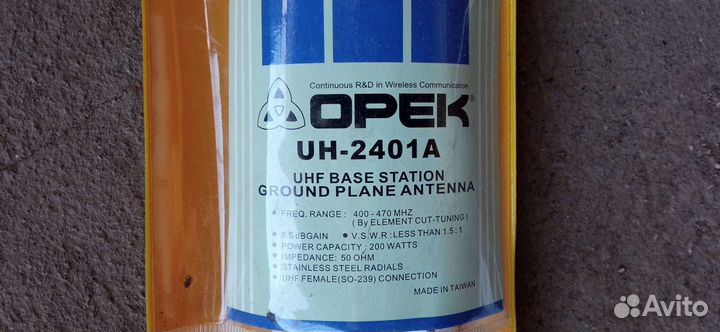 Continuous R&D in Wireless Communication
OPEK®
UH-2401A
UHF BASE STATION
GROUND PLANE ANTENNA
• FREQ. RANGE : 400 - 470 MHZ
( By ELEMENT CUT-TUNING )
• 6.5 dBGAIN • V.S.W.R : LESS THAN 1.5 : 1
• POWER CAPACITY : 200 WATTS
• IMPEDANCE: 50 OHM
• STAINLESS STEEL RADIALS
• UHF FEMALE(SO-239) CONNECTION
MADE IN TAIWAN
Avito